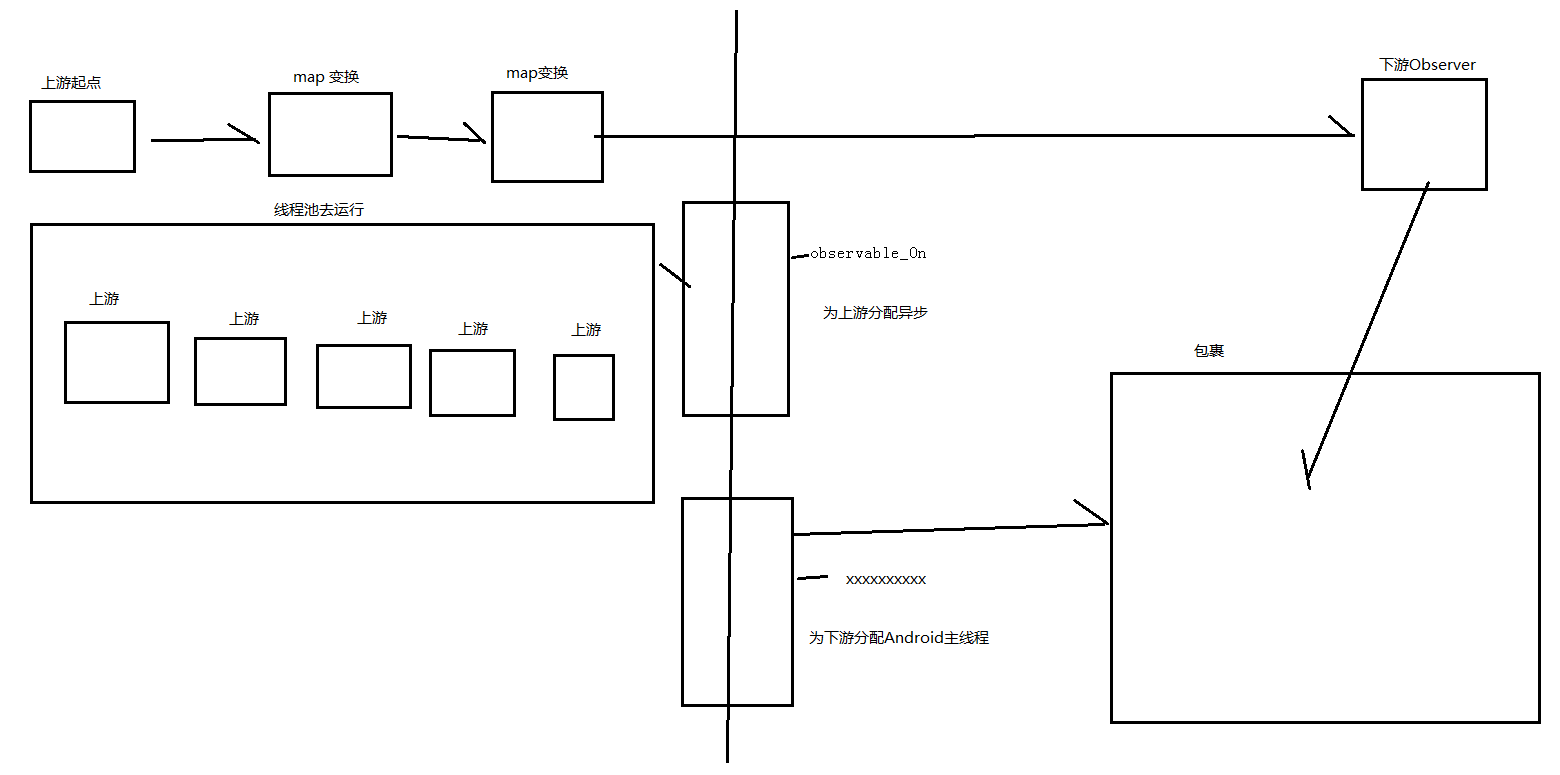 上游起点
map 变换
map变换
下游Observer
线程池去运行
observable_On
上游
上游
上游
上游
上游
为上游分配异步
包裹
xxxxxxxxxx
为下游分配Android主线程